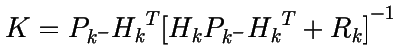 K = P_{k^-} H_k^T [H_k P_{k^-} H_k^T + R_k]^{-1}